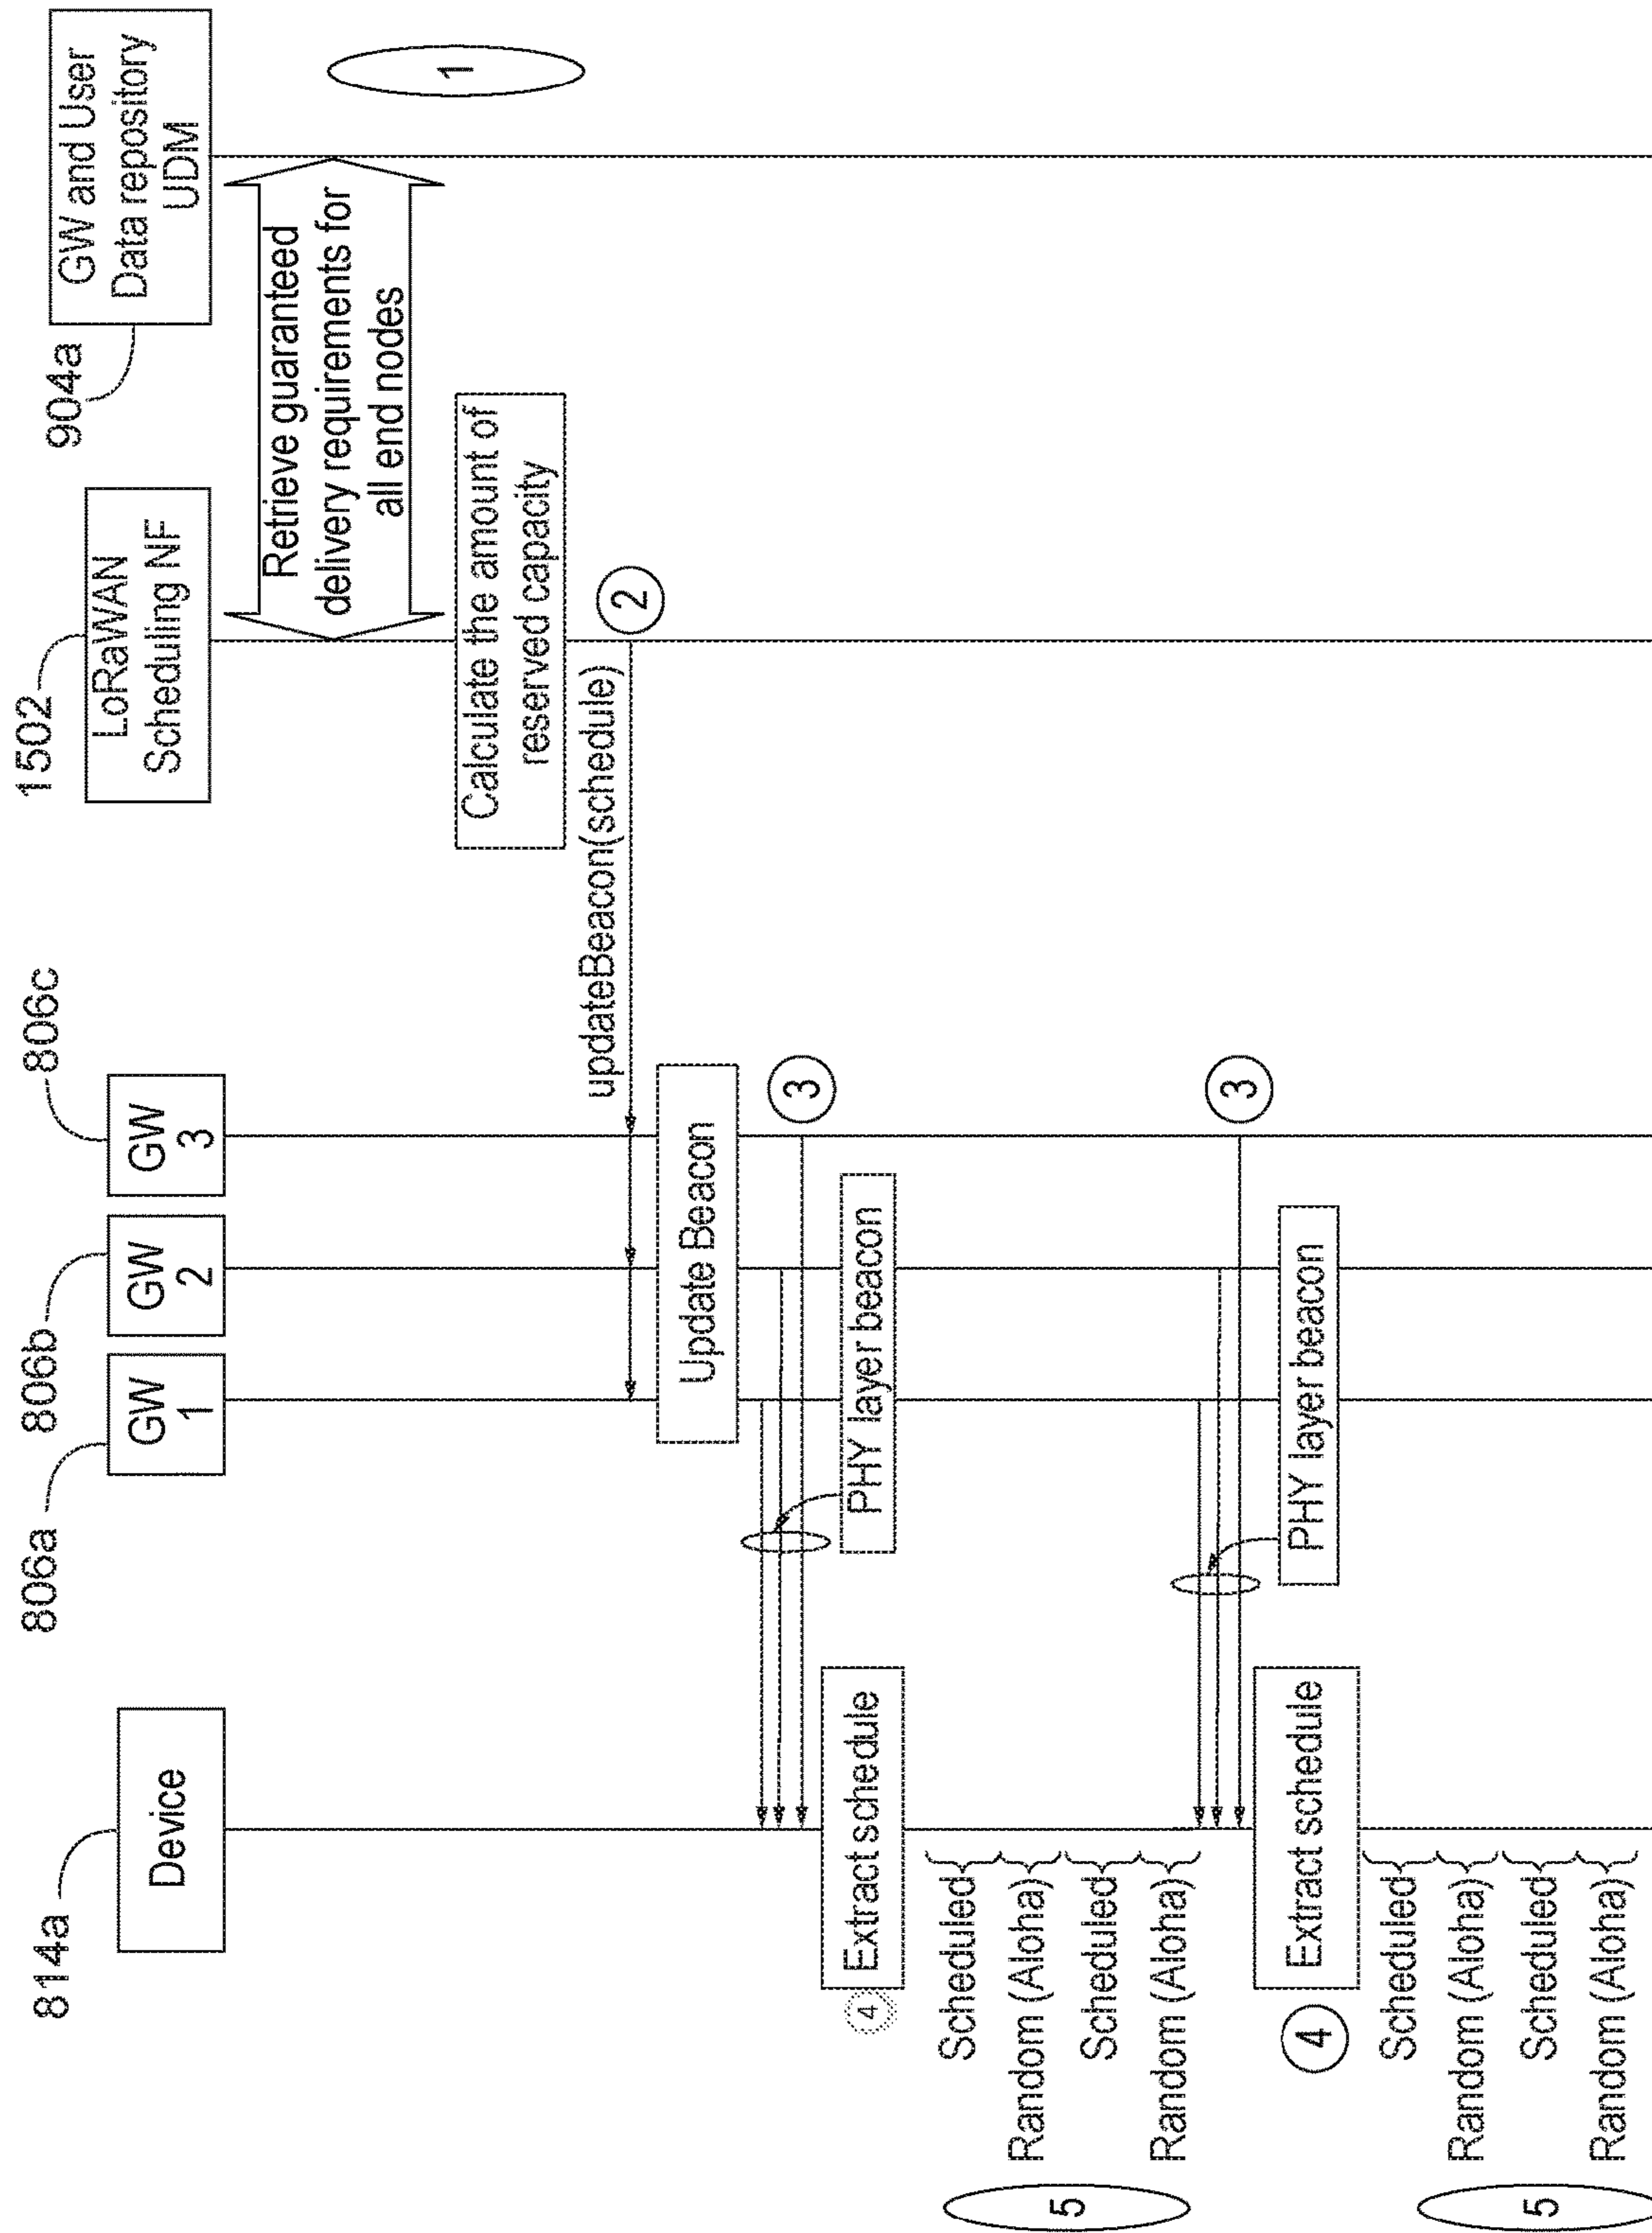 814a
806a
806b
806c
1502
904a
Device
GW
1
GW
2
GW
3
LoRaWAN
Scheduling NF
GW and User
Data repository
UDM
Retrieve guaranteed
delivery requirements for
all end nodes
1
Calculate the amount of
reserved capacity
updateBeacon(schedule)
2
Update Beacon
3
PHY layer beacon
4
Extract schedule
Scheduled
Random (Aloha)
Scheduled
Random (Aloha)
5
3
PHY layer beacon
4
Extract schedule
Scheduled
Random (Aloha)
Scheduled
Random (Aloha)
5